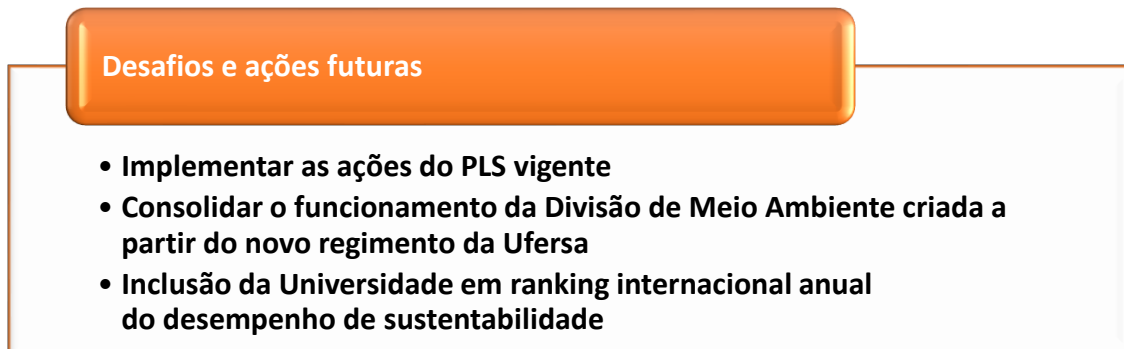 Desafios e ações futuras
• Implementar as ações do PLS vigente
• Consolidar o funcionamento da Divisão de Meio Ambiente criada a
partir do novo regimento da Ufersa
• Inclusão da Universidade em ranking internacional anual
do desempenho de sustentabilidade